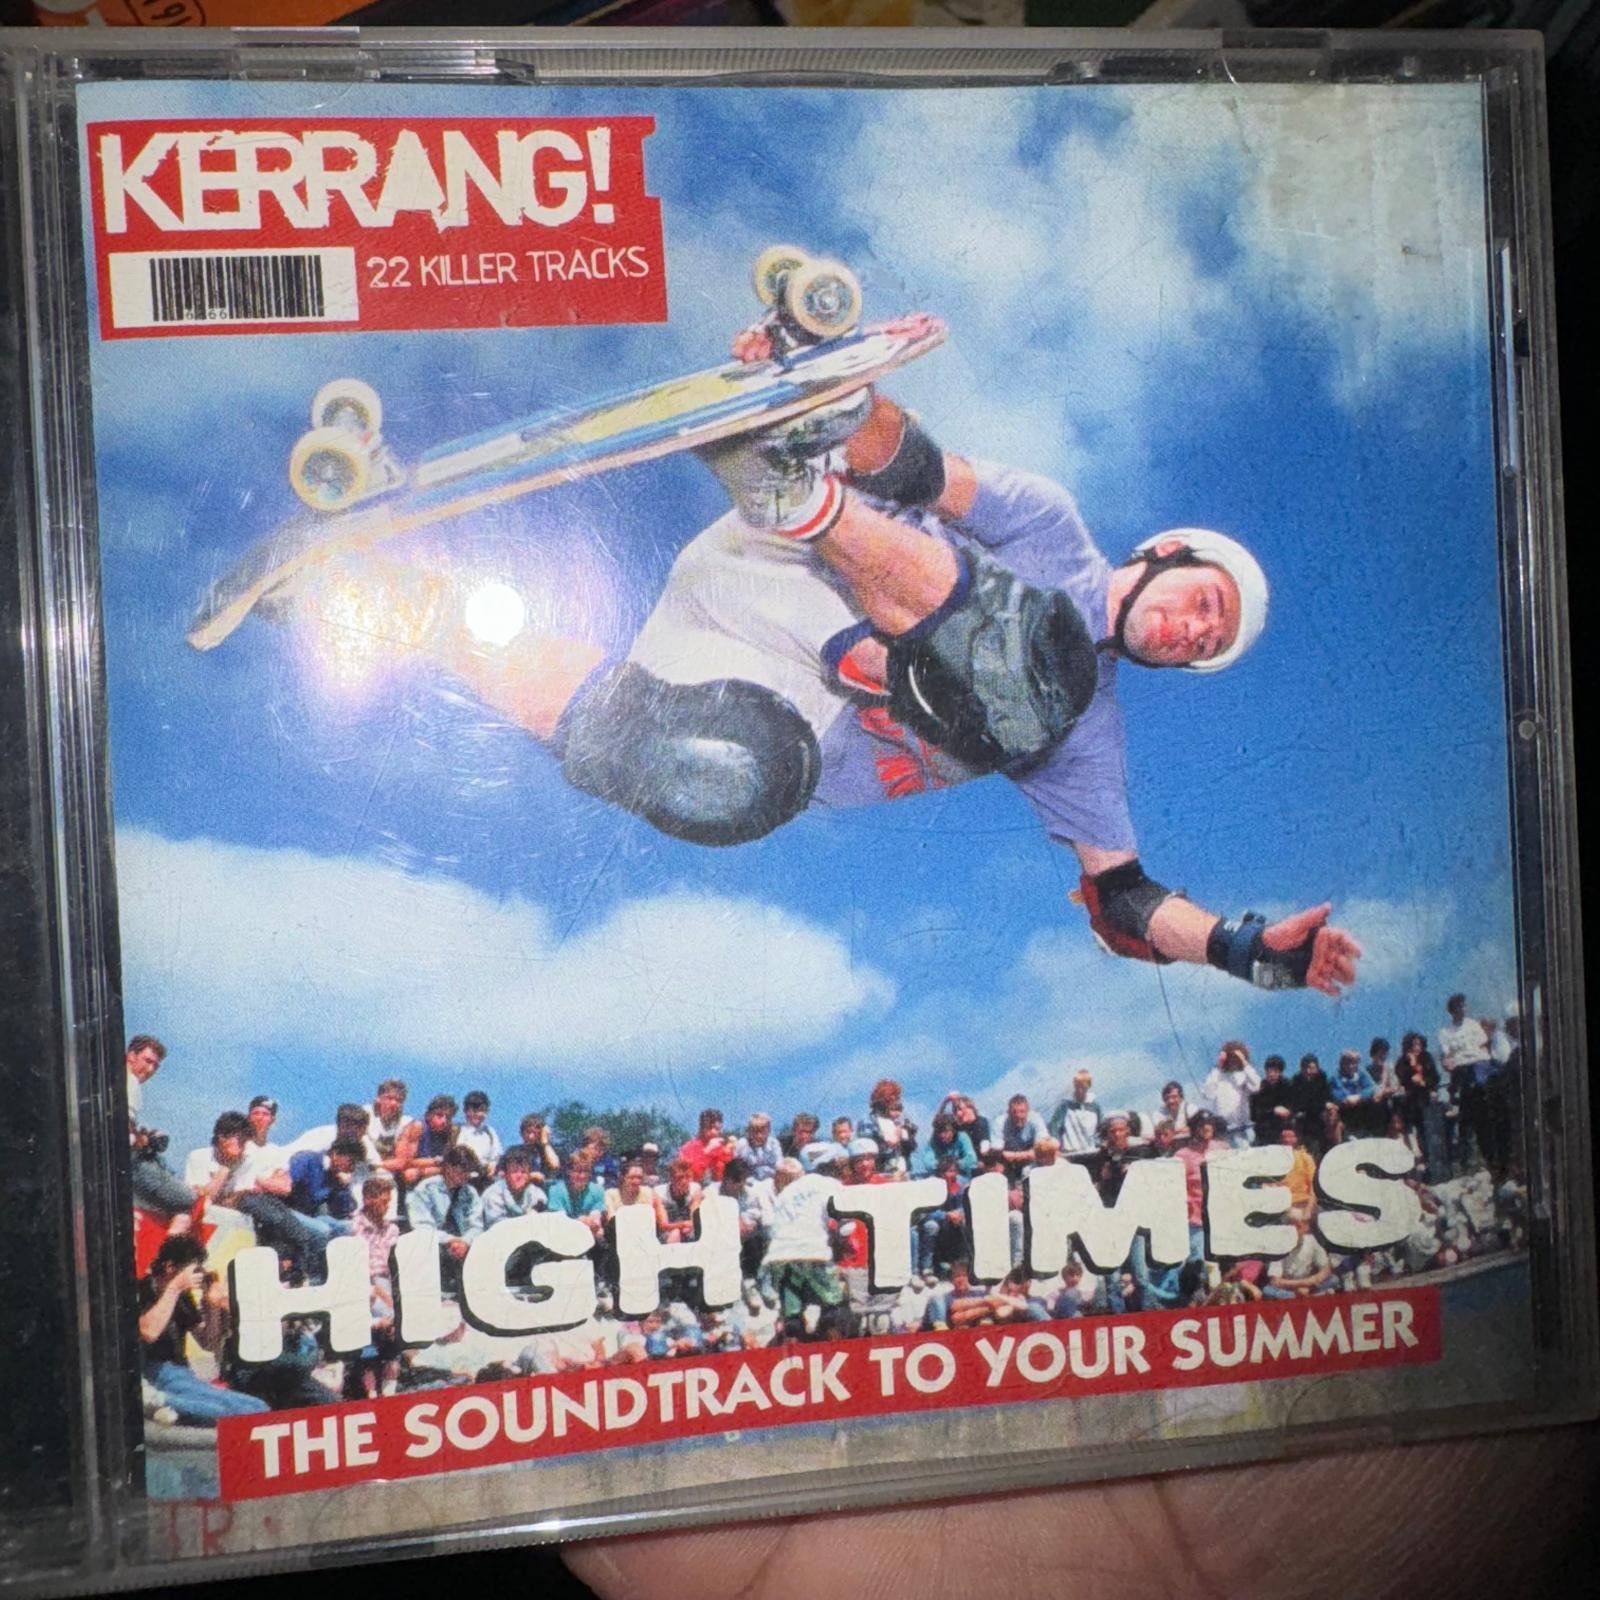 KERRANG!
22 KILLER TRACKS
HIGH TIMES
THE SOUNDTRACK TO YOUR SUMMER